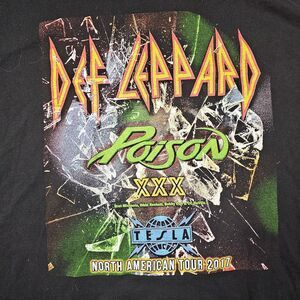 DEF LEPPARD
POISON
XXX
TESLA
NORTH AMERICAN TOUR 2017